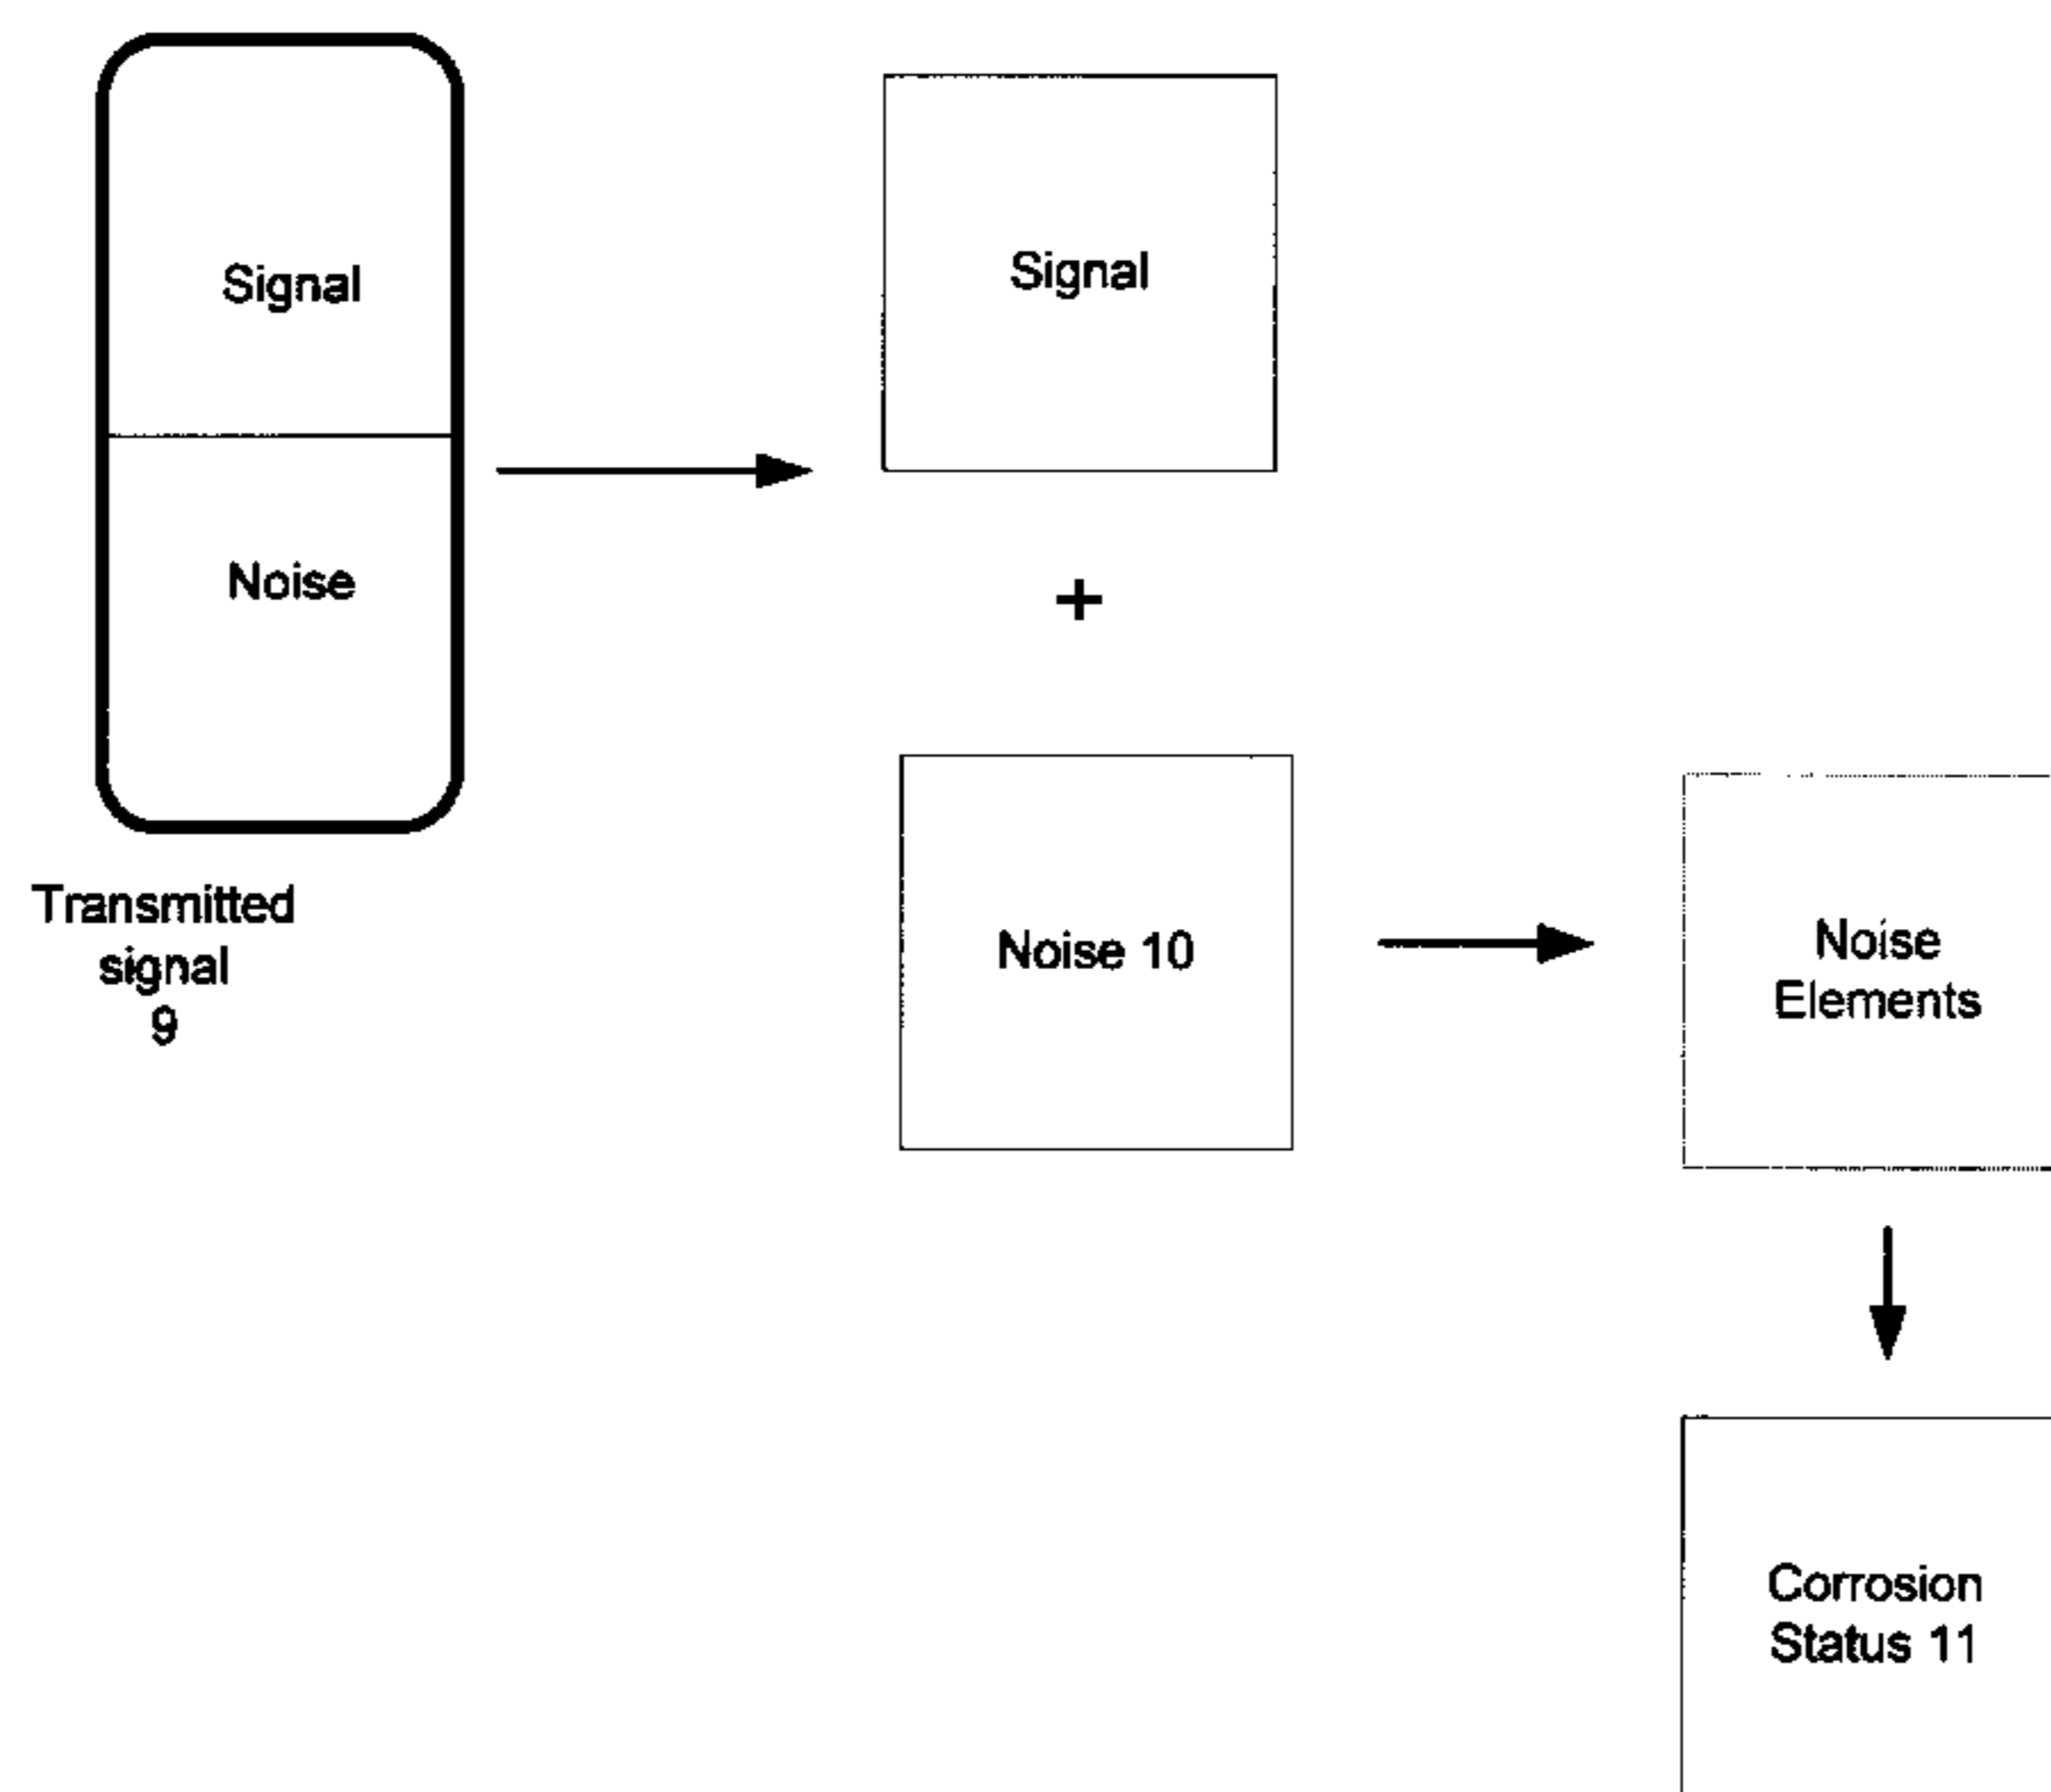 Signal
Noise
Transmitted
signal
9
Signal
+
Noise 10
Noise
Elements
Corrosion
Status 11